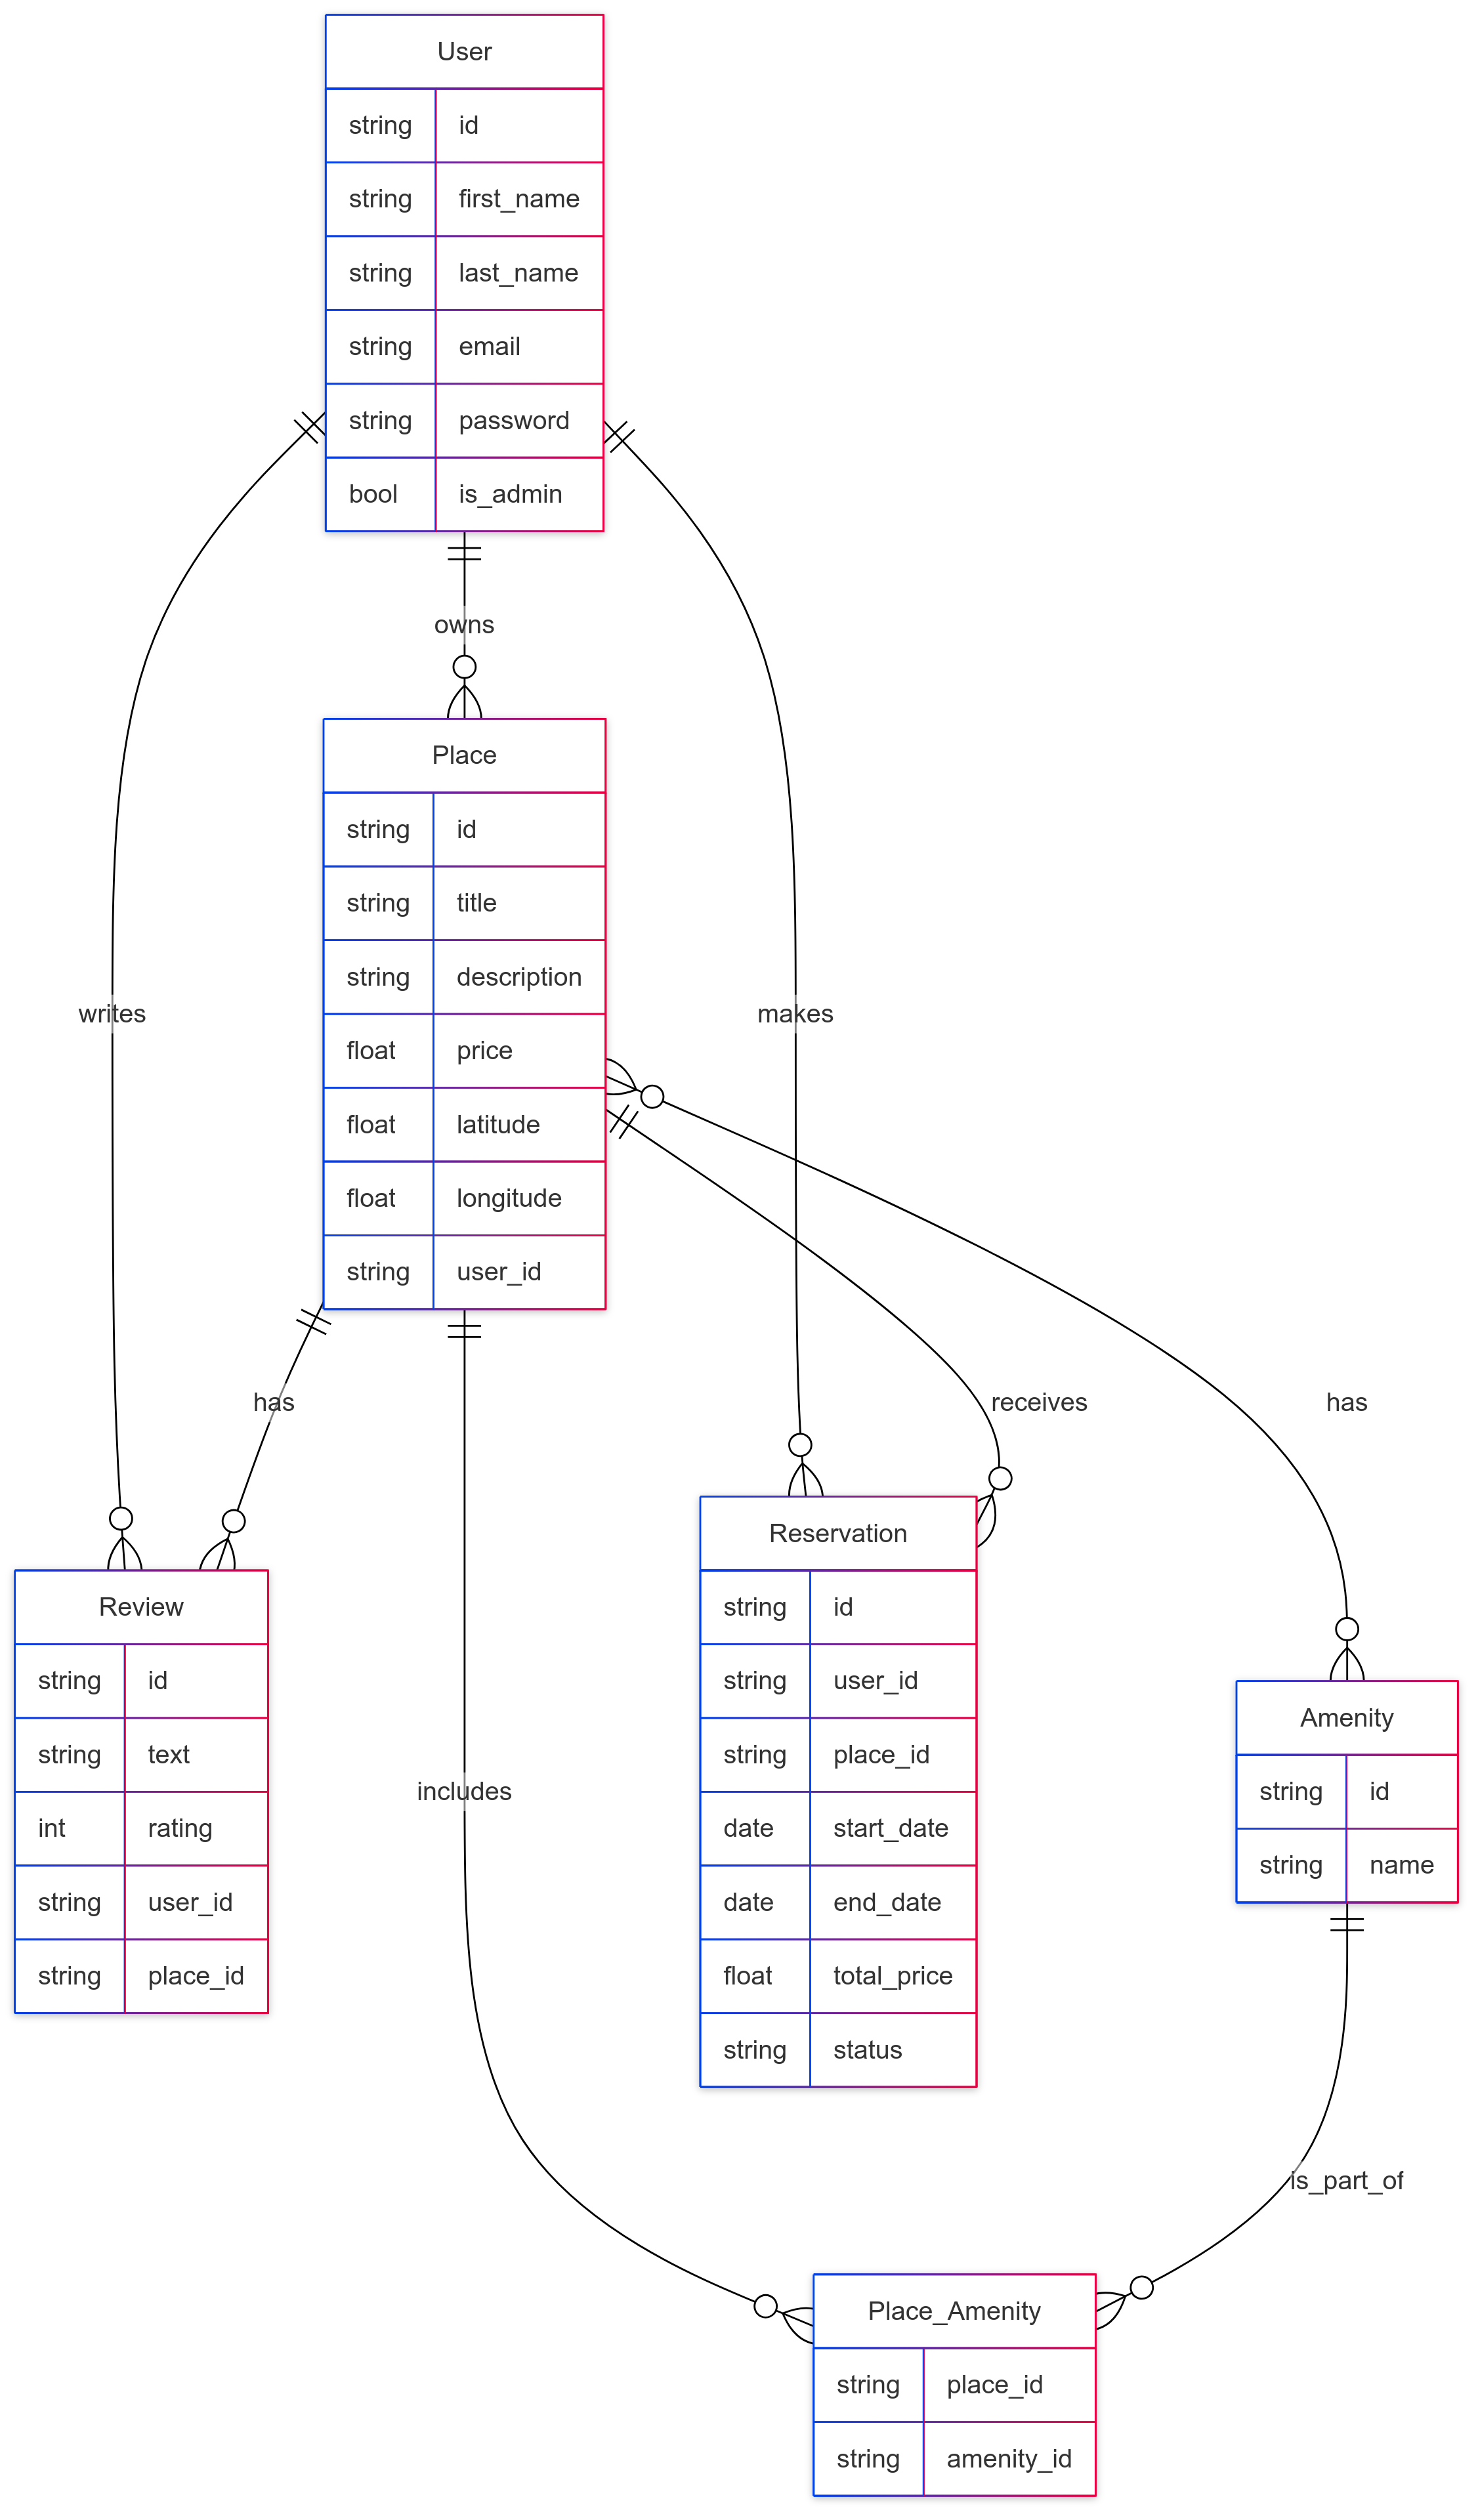 User
string id
string first_name
string last_name
string email
string password
bool is_admin
owns
Place
string id
string title
string description
float price
float latitude
float longitude
string user_id
writes
makes
has
receives
has
Review
string id
string text
int rating
string user_id
string place_id
includes
Reservation
string id
string user_id
string place_id
date start_date
date end_date
float total_price
string status
Amenity
string id
string name
is_part_of
Place_Amenity
string place_id
string amenity_id